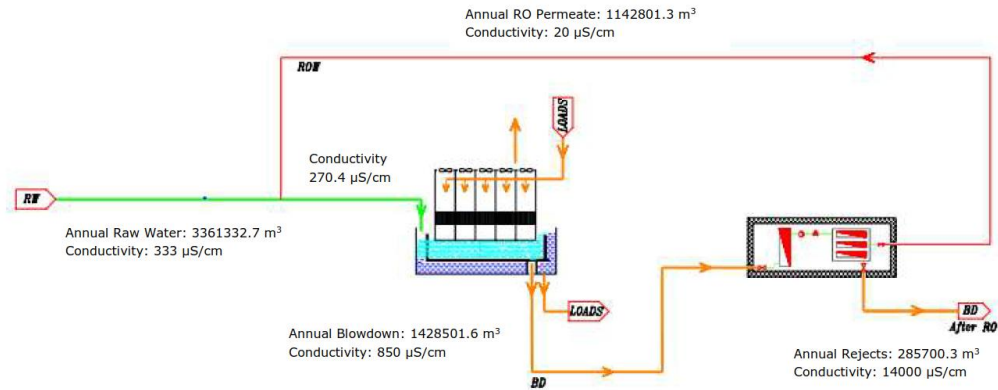 Annual RO Permeate: 1142801.3 m³
Conductivity: 20 µS/cm
ROW
LOADS
Conductivity
270.4 µS/cm
RW
Annual Raw Water: 3361332.7 m³
Conductivity: 333 µS/cm
LOADS
BD
After RO
Annual Blowdown: 1428501.6 m³
Conductivity: 850 µS/cm
Annual Rejects: 285700.3 m³
Conductivity: 14000 µS/cm
BD